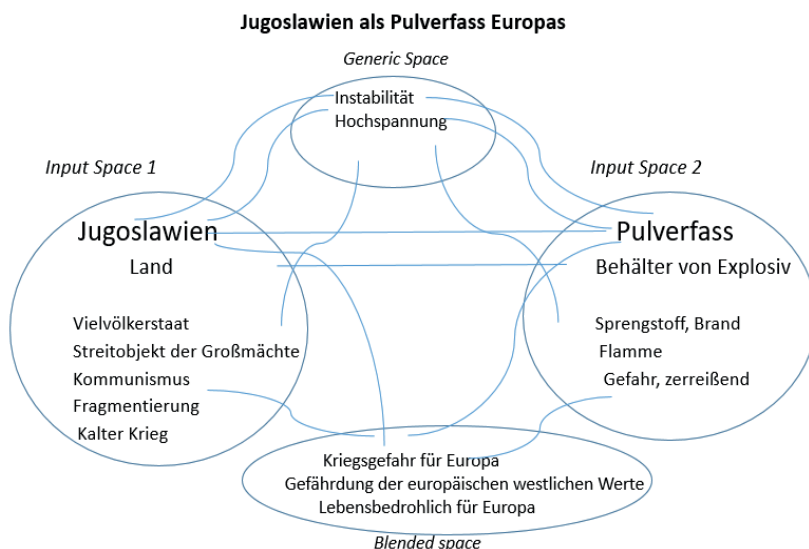 Jugoslawien als Pulverfass Europas
Generic Space
Instabilität
Hochspannung
Input Space 1
Input Space 2
Jugoslawien
Land
Vielvölkerstaat
Streitobjekt der Großmächte
Kommunismus
Fragmentierung
Kalter Krieg
Pulverfass
Behälter von Explosiv
Sprengstoff, Brand
Flamme
Gefahr, zerreißend
Kriegsgefahr für Europa
Gefährdung der europäischen westlichen Werte
Lebensbedrohlich für Europa
Blended space